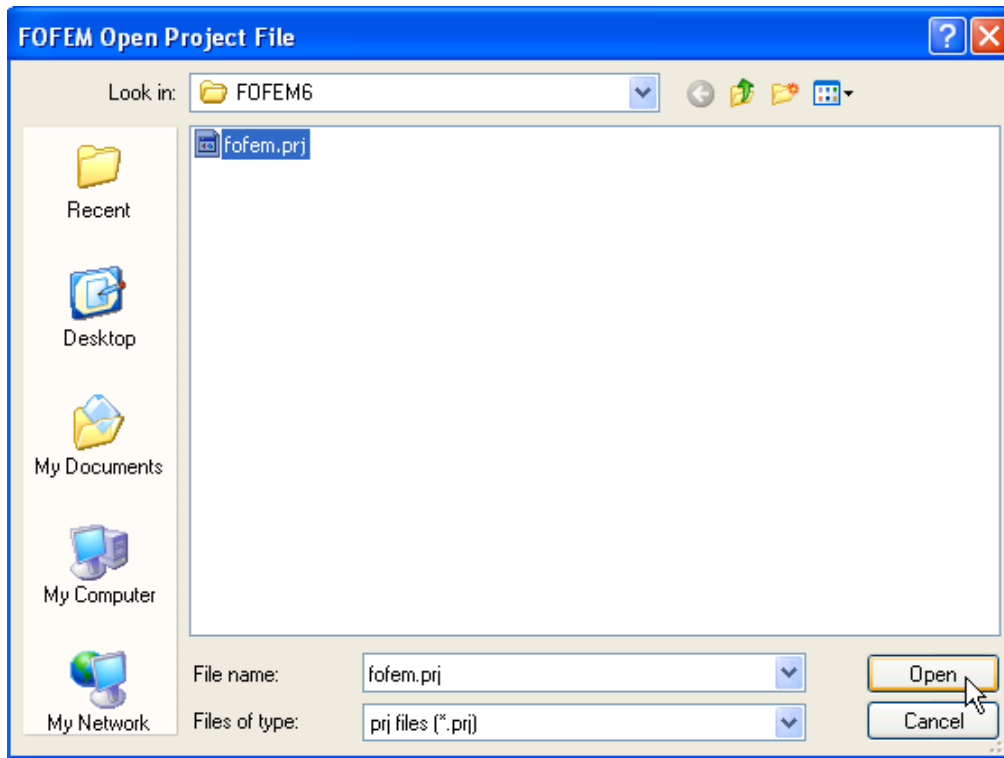 FOFEM Open Project File
Look in: FOFEM6
fofem.prj
Recent
Desktop
My Documents
My Computer
My Network
File name: fofem.prj Open
Files of type: prj files (*.prj) Cancel